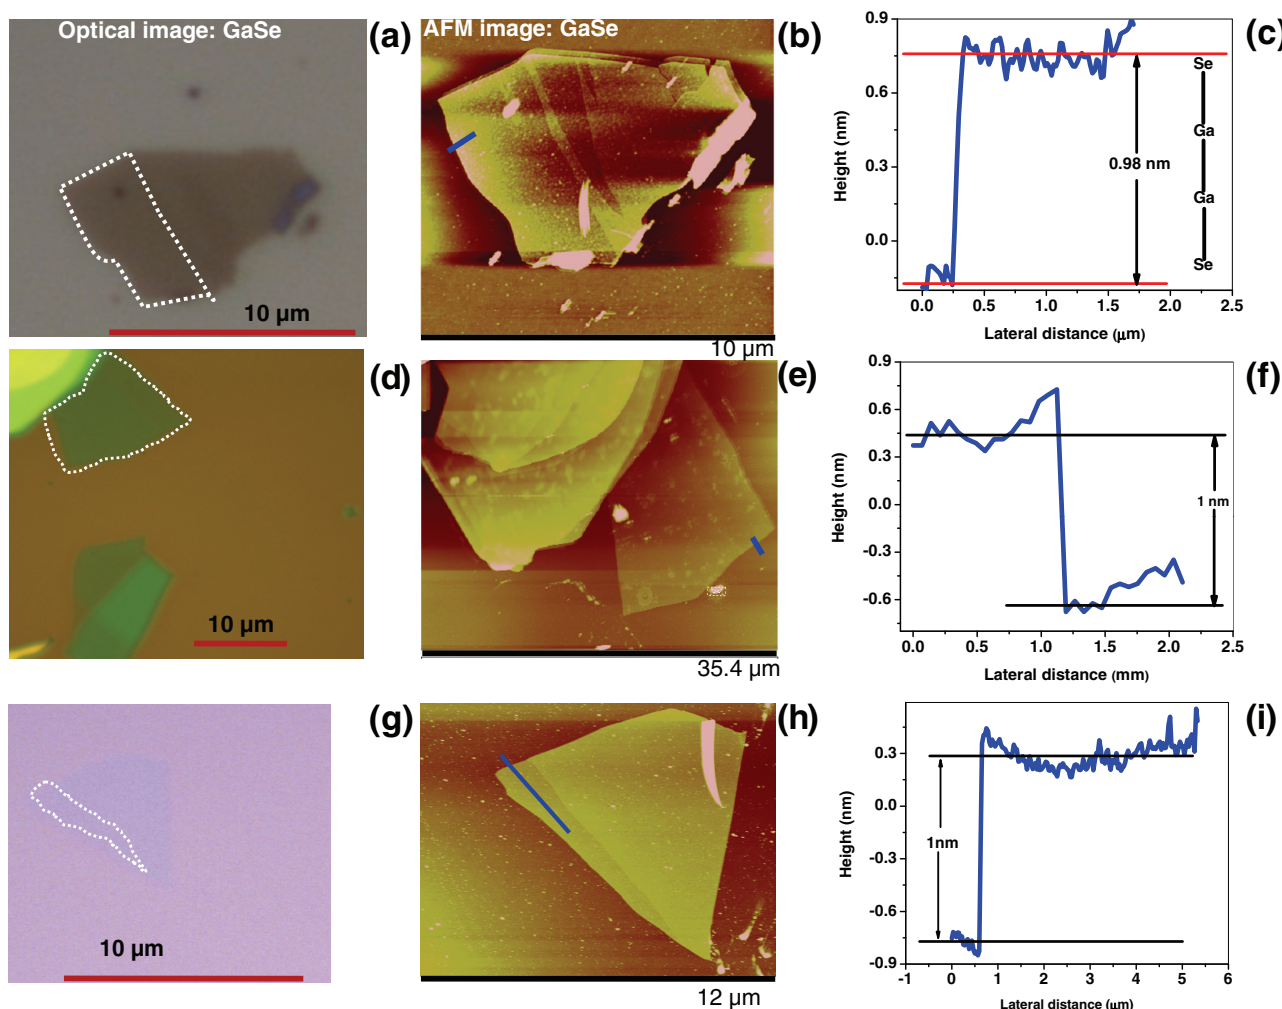 Optical image: GaSe
(a)
10 µm
AFM image: GaSe
(b)
10 µm
(c)
0.9
0.6
0.3
0.0
Height (nm)
0.98 nm
Se
Ga
Ga
Se
0.0 0.5 1.0 1.5 2.0 2.5
Lateral distance (µm)
(d)
10 µm
(e)
35.4 µm
(f)
0.9
0.6
0.3
0.0
-0.3
-0.6
Height (nm)
1 nm
0.0 0.5 1.0 1.5 2.0 2.5
Lateral distance (mm)
(g)
10 µm
(h)
12 µm
(i)
0.3
0.0
-0.3
-0.6
-0.9
Height (nm)
1nm
-1 0 1 2 3 4 5 6
Lateral distance (µm)